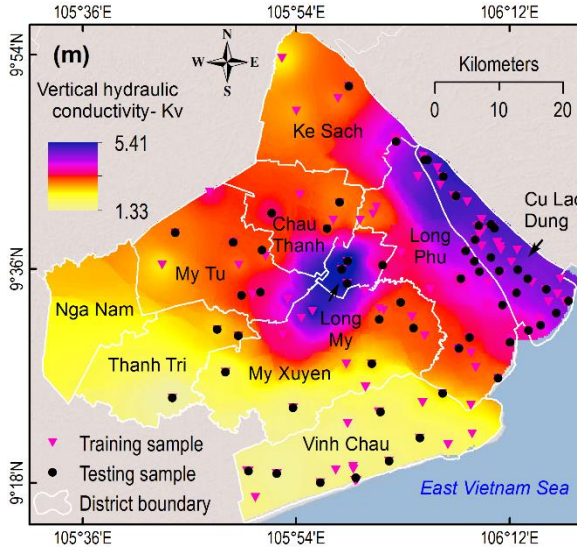 105°36'E
105°54'E
106°12'E
9°54'N
9°36'N
9°18'N
(m)
N
W
E
S
Kilometers
0
10
20
Vertical hydraulic
conductivity- Kv
5.41
1.33
Ke Sach
Cu Lao
Dung
Chau
Thanh
Long
Phu
My Tu
Nga Nam
Long
My
Thanh Tri
My Xuyen
Vinh Chau
Training sample
Testing sample
District boundary
East Vietnam Sea
105°36'E
105°54'E
106°12'E